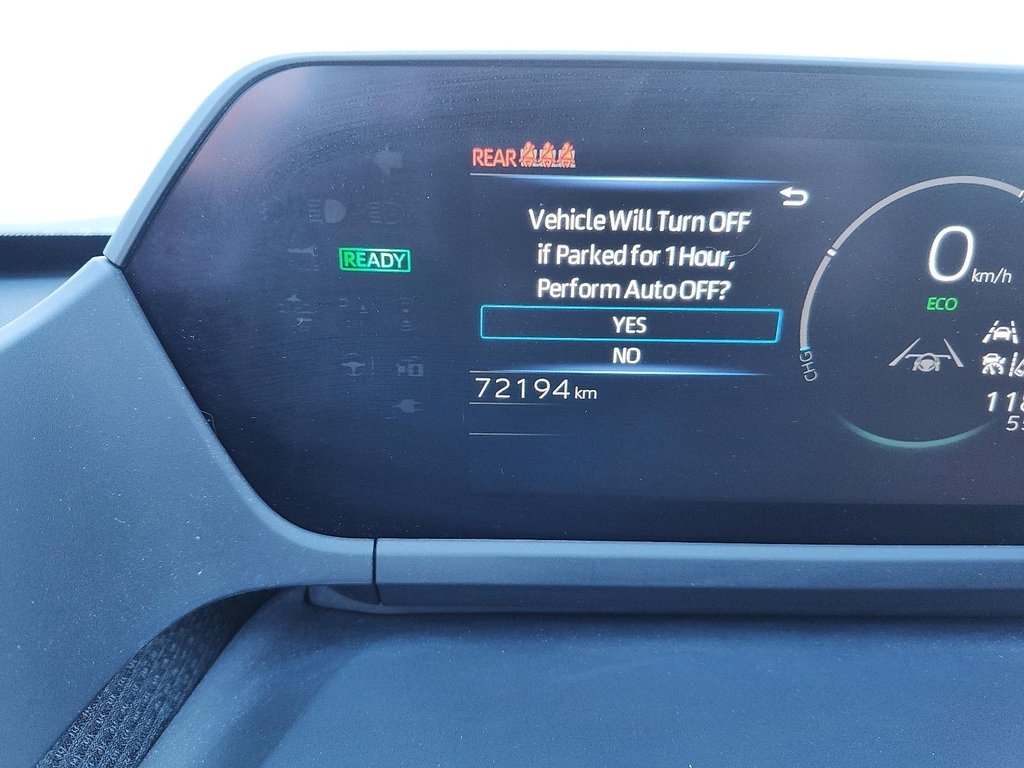 REAR
Vehicle Will Turn OFF
if Parked for 1 Hour,
Perform Auto OFF?
YES
NO
72194 km
READY
0 km/h
ECO
CHG